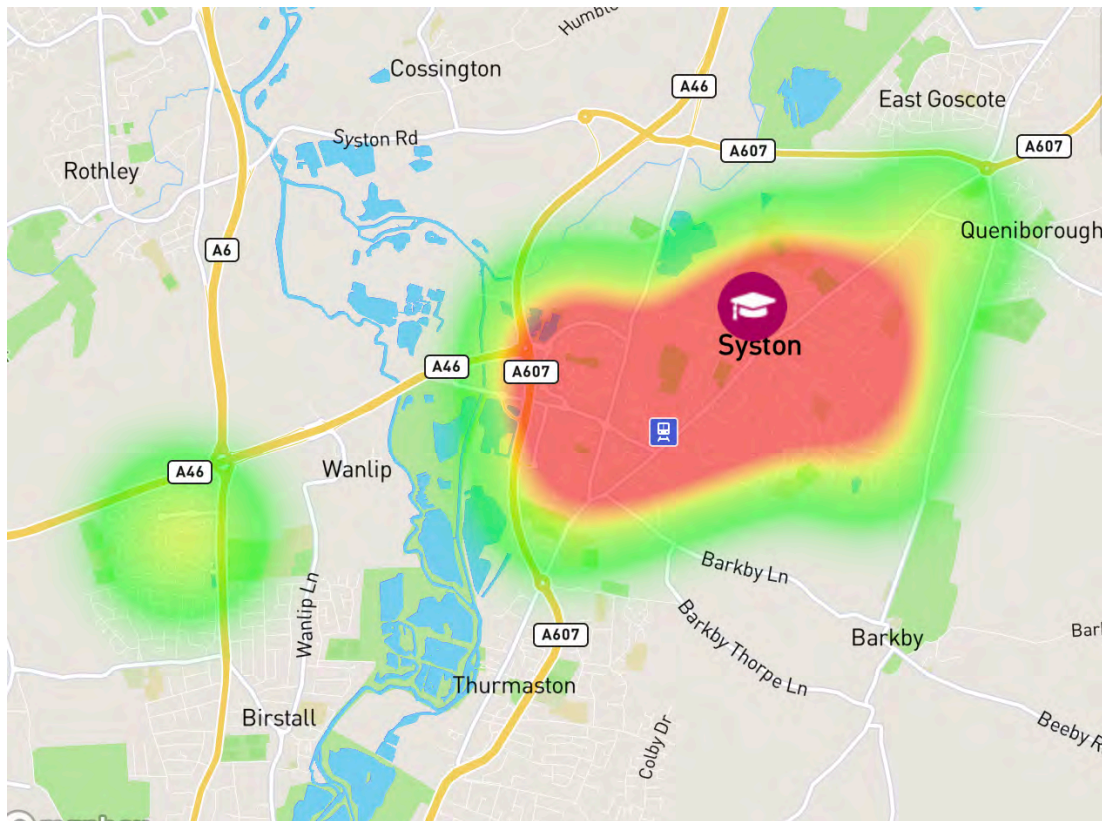 Humble
Cossington
A46
East Goscote
Syston Rd
A607
A607
Rothley
A6
Queniborough
Syston
A46
A607
A46
Wanlip
Barkby Ln
Wanlip Ln
Barkby Thorpe Ln
A607
Barkby
Bark
Thurmaston
Birstall
Colby Dr
Beeby R